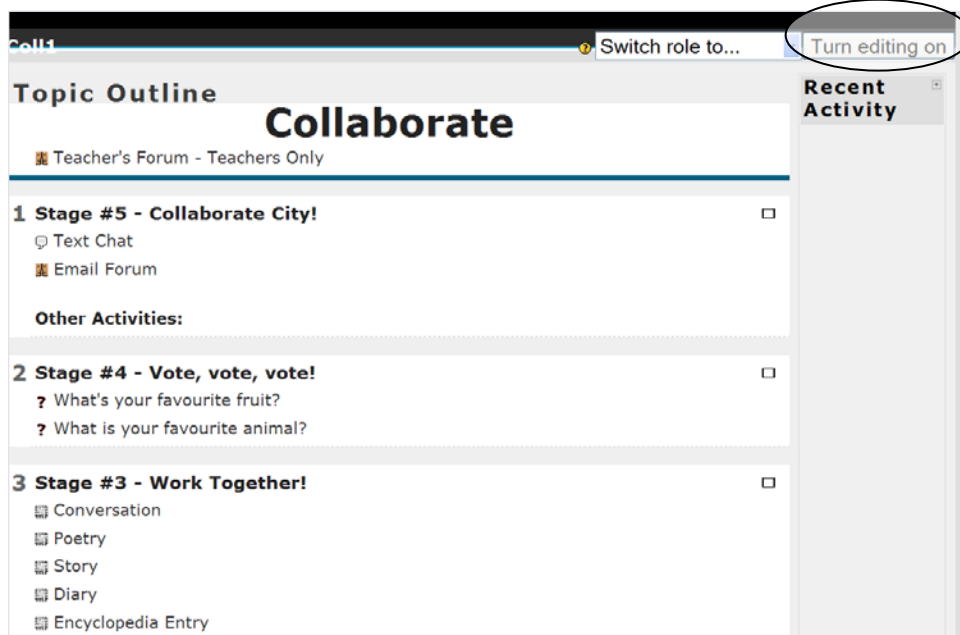 Coll1
Switch role to...
Turn editing on
Topic Outline
Recent
Activity
Collaborate
Teacher's Forum - Teachers Only
1 Stage #5 - Collaborate City!
Text Chat
Email Forum
Other Activities:
2 Stage #4 - Vote, vote, vote!
? What's your favourite fruit?
? What is your favourite animal?
3 Stage #3 - Work Together!
Conversation
Poetry
Story
Diary
Encyclopedia Entry